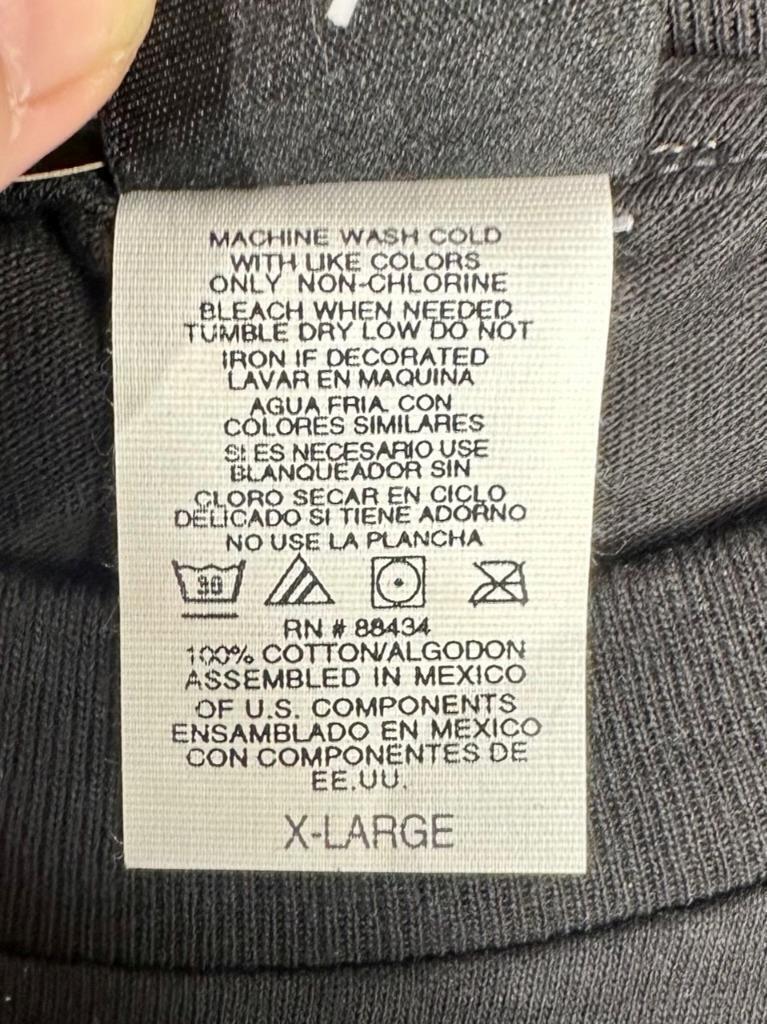 MACHINE WASH COLD
WITH LIKE COLORS
ONLY NON-CHLORINE
BLEACH WHEN NEEDED
TUMBLE DRY LOW DO NOT
IRON IF DECORATED
LAVAR EN MAQUINA
AGUA FRIA. CON
COLORES SIMILARES
SI ES NECESARIO USE
BLANQUEADOR SIN
CLORO SECAR EN CICLO
DELICADO SI TIENE ADORNO
NO USE LA PLANCHA
30
RN # 88434
100% COTTON/ALGODON
ASSEMBLED IN MEXICO
OF U.S. COMPONENTS
ENSAMBLADO EN MEXICO
CON COMPONENTES DE
EE.UU.
X-LARGE